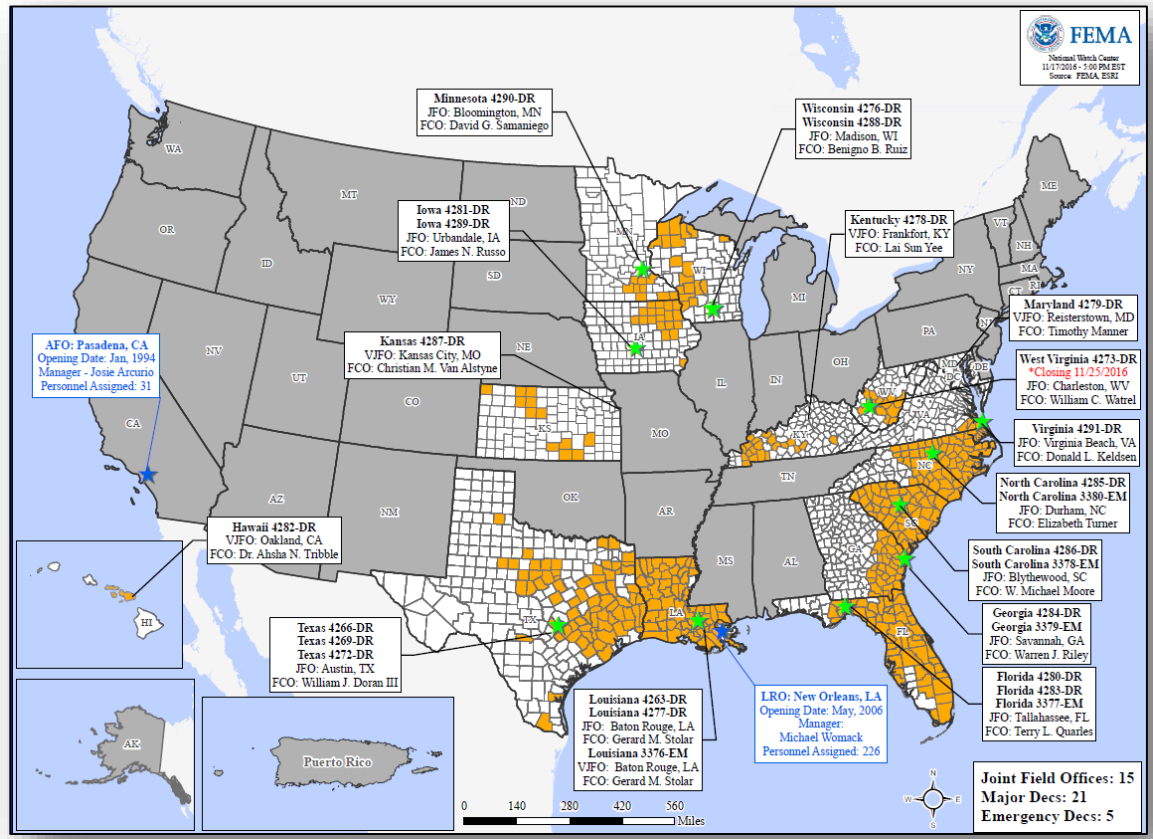 FEMA
National Watch Center
11/17/2016 - 5:00 PM EST
Source: FEMA, ESRI
Minnesota 4290-DR
JFO: Bloomington, MN
FCO: David G. Samaniego
Wisconsin 4276-DR
Wisconsin 4288-DR
JFO: Madison, WI
FCO: Benigno B. Ruiz
Iowa 4281-DR
Iowa 4289-DR
JFO: Urbandale, IA
FCO: James N. Russo
Kentucky 4278-DR
VJFO: Frankfort, KY
FCO: Lai Sun Yee
Maryland 4279-DR
VJFO: Reisterstown, MD
FCO: Timothy Manner
AFO: Pasadena, CA
Opening Date: Jan, 1994
Manager - Josie Arcurio
Personnel Assigned: 31
Kansas 4287-DR
VJFO: Kansas City, MO
FCO: Christian M. Van Alstyne
West Virginia 4273-DR
*Closing 11/25/2016
JFO: Charleston, WV
FCO: William C. Watrel
Virginia 4291-DR
JFO: Virginia Beach, VA
FCO: Donald L. Keldsen
North Carolina 4285-DR
North Carolina 3380-EM
JFO: Durham, NC
FCO: Elizabeth Turner
Hawaii 4282-DR
VJFO: Oakland, CA
FCO: Dr. Ahsha N. Tribble
South Carolina 4286-DR
South Carolina 3378-EM
JFO: Blythewood, SC
FCO: W. Michael Moore
Georgia 4284-DR
Georgia 3379-EM
JFO: Savannah, GA
FCO: Warren J. Riley
Texas 4266-DR
Texas 4269-DR
Texas 4272-DR
JFO: Austin, TX
FCO: William J. Doran III
Florida 4280-DR
Florida 4283-DR
Florida 3377-EM
JFO: Tallahassee, FL
FCO: Terry L. Quarles
Louisiana 4263-DR
Louisiana 4277-DR
JFO: Baton Rouge, LA
FCO: Gerard M. Stolar
Louisiana 3376-EM
VJFO: Baton Rouge, LA
FCO: Gerard M. Stolar
LRO: New Orleans, LA
Opening Date: May, 2006
Manager:
Michael Womack
Personnel Assigned: 226
WA
MT
ND
MN
ME
OR
ID
SD
WI
VT
NH
NY
MA
CT
RI
WY
MI
PA
NJ
NV
UT
NE
IA
IL
IN
OH
MD
DE
DC
WV
VA
CA
CO
KS
MO
KY
NC
TN
AZ
NM
OK
AR
SC
MS
AL
GA
TX
LA
FL
HI
AK
Puerto Rico
0 140 280 420 560
Miles
N
W E
S
Joint Field Offices: 15
Major Decs: 21
Emergency Decs: 5